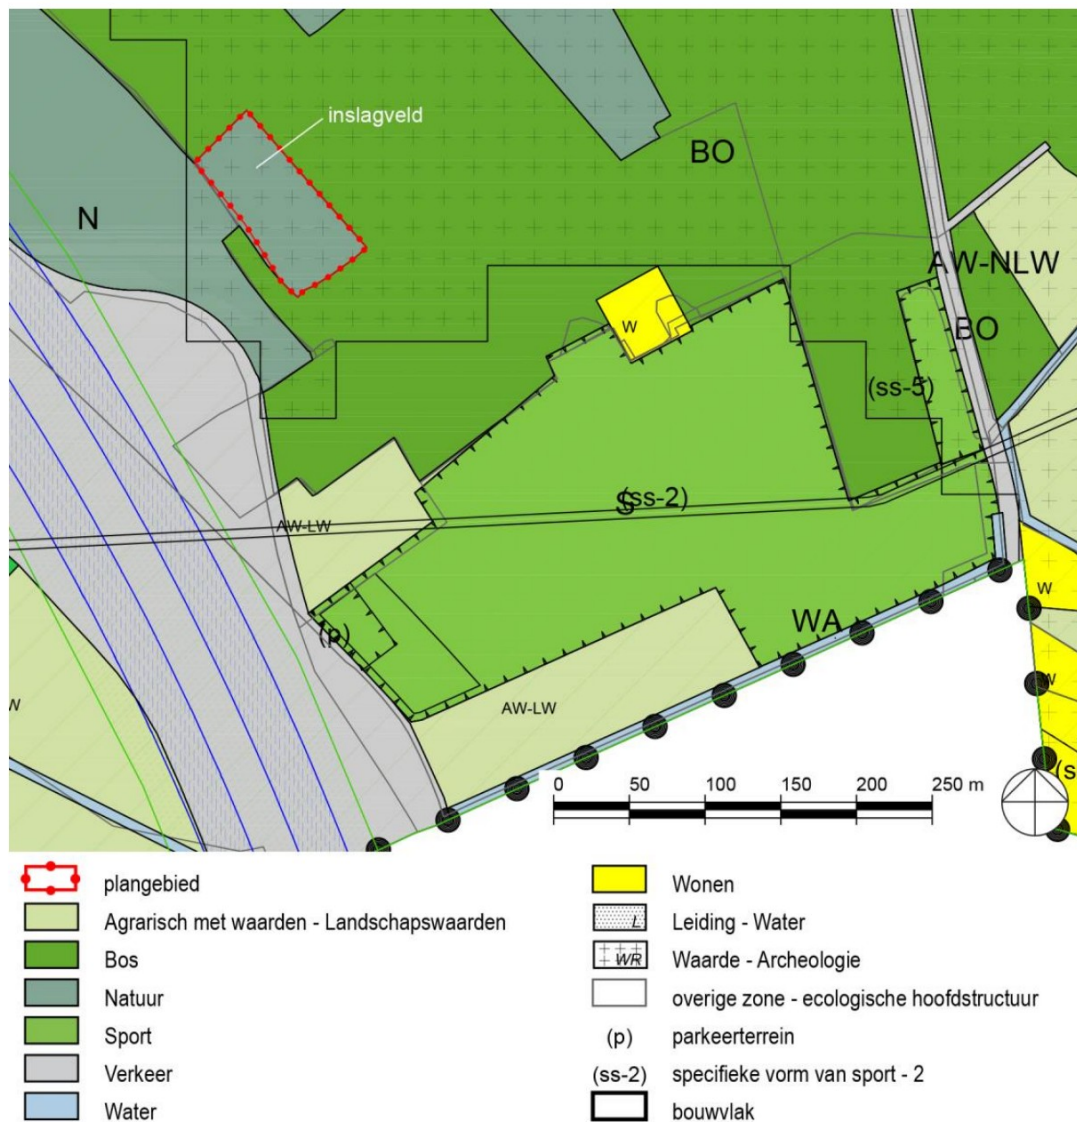 inslagveld
BO
N
AW-NLW
W
BO
(ss-5)
S
(ss-2)
AW-LW
W
(p)
WA
W
W
AW-LW
(s
0 50 100 150 200 250 m
plangebied
Agrarisch met waarden - Landschapswaarden
Bos
Natuur
Sport
Verkeer
Water
Wonen
L Leiding - Water
WR Waarde - Archeologie
overige zone - ecologische hoofdstructuur
(p) parkeerterrein
(ss-2) specifieke vorm van sport - 2
bouwvlak